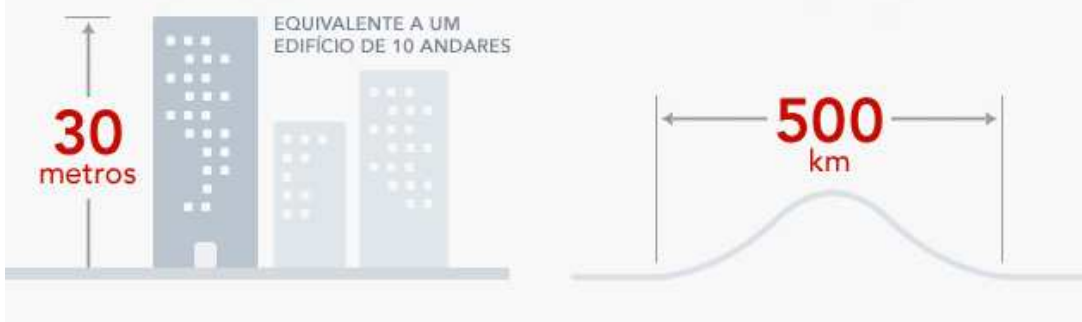 EQUIVALENTE A UM
EDIFÍCIO DE 10 ANDARES
30
metros
500
km